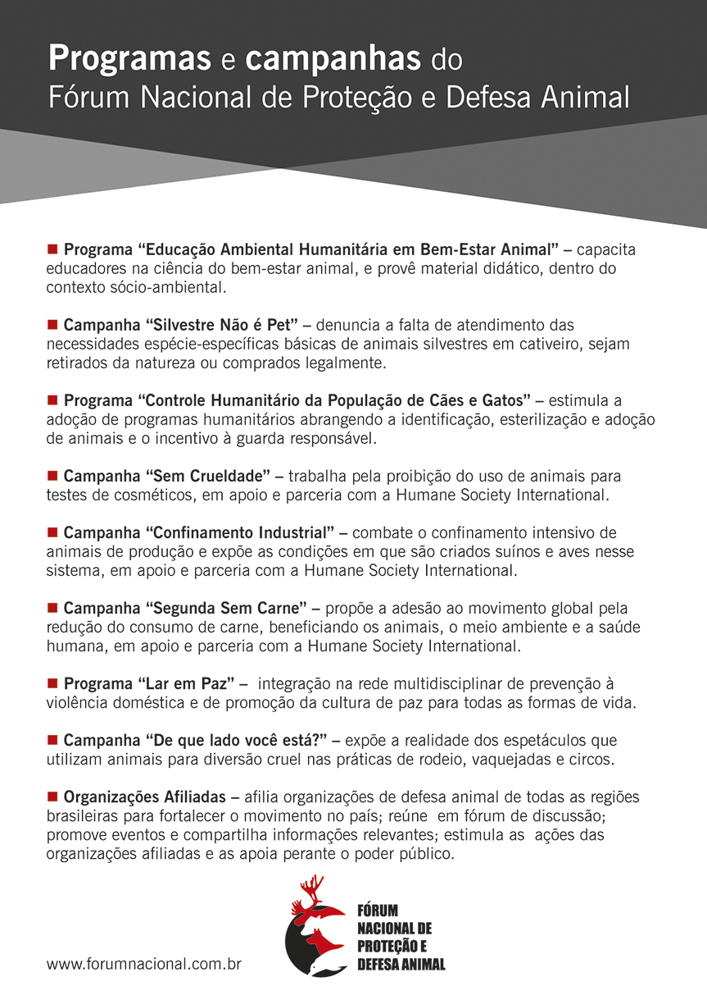 Programas e campanhas do
Fórum Nacional de Proteção e Defesa Animal
■ Programa “Educação Ambiental Humanitária em Bem-Estar Animal” – capacita
educadores na ciência do bem-estar animal, e provê material didático, dentro do
contexto sócio-ambiental.
■ Campanha “Silvestre Não é Pet” – denuncia a falta de atendimento das
necessidades espécie-específicas básicas de animais silvestres em cativeiro, sejam
retirados da natureza ou comprados legalmente.
■ Programa “Controle Humanitário da População de Cães e Gatos” – estimula a
adoção de programas humanitários abrangendo a identificação, esterilização e adoção
de animais e o incentivo à guarda responsável.
■ Campanha “Sem Crueldade” – trabalha pela proibição do uso de animais para
testes de cosméticos, em apoio e parceria com a Humane Society International.
■ Campanha “Confinamento Industrial” – combate o confinamento intensivo de
animais de produção e expõe as condições em que são criados suínos e aves nesse
sistema, em apoio e parceria com a Humane Society International.
■ Campanha “Segunda Sem Carne” – propõe a adesão ao movimento global pela
redução do consumo de carne, beneficiando os animais, o meio ambiente e a saúde
humana, em apoio e parceria com a Humane Society International.
■ Programa “Lar em Paz” – integração na rede multidisciplinar de prevenção à
violência doméstica e de promoção da cultura de paz para todas as formas de vida.
■ Campanha “De que lado você está?” – expõe a realidade dos espetáculos que
utilizam animais para diversão cruel nas práticas de rodeio, vaquejadas e circos.
■ Organizações Afiliadas – afilia organizações de defesa animal de todas as regiões
brasileiras para fortalecer o movimento no país; reúne em fórum de discussão;
promove eventos e compartilha informações relevantes; estimula as ações das
organizações afiliadas e as apoia perante o poder público.
www.forumnacional.com.br
FÓRUM
NACIONAL DE
PROTEÇÃO E
DEFESA ANIMAL